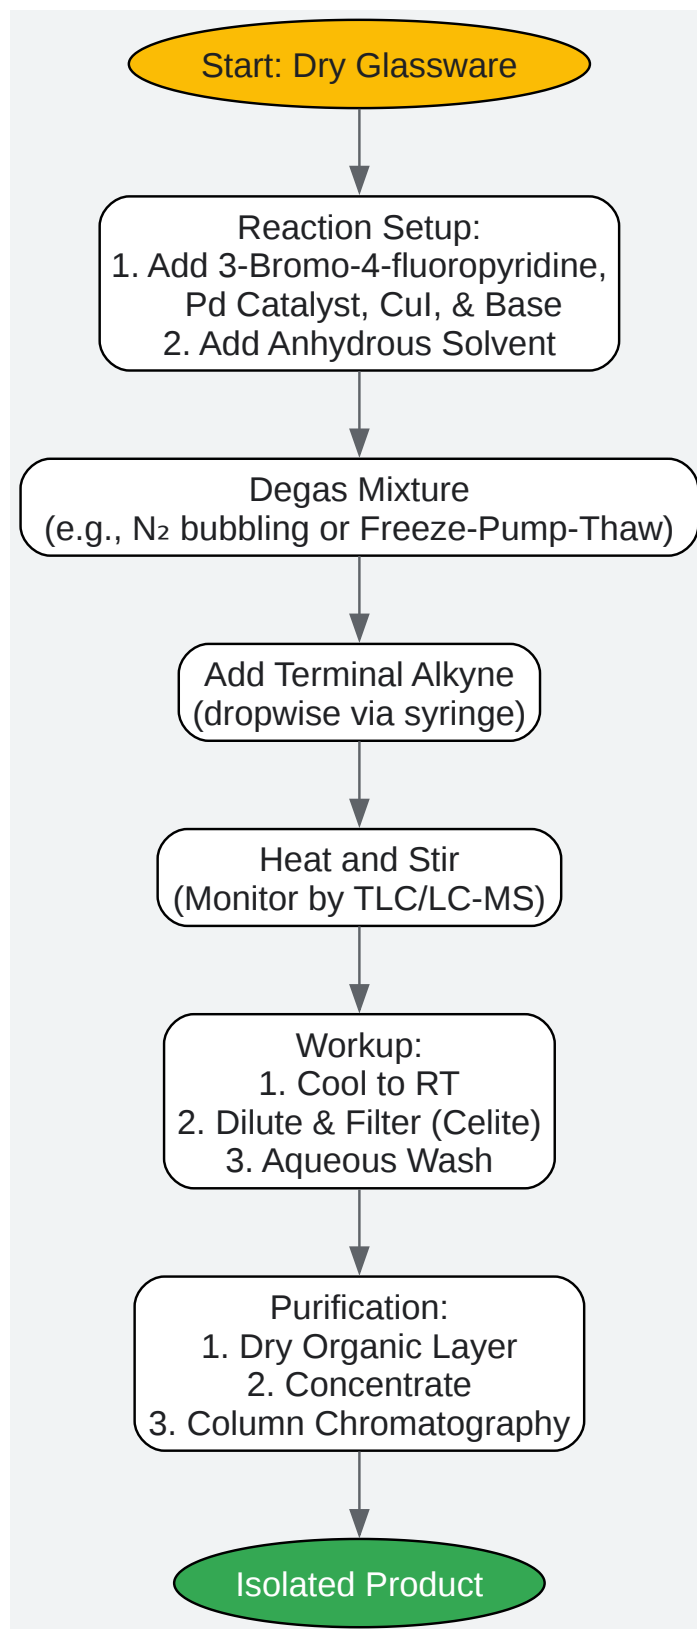 Start: Dry Glassware
Reaction Setup:
1. Add 3-Bromo-4-fluoropyridine,
Pd Catalyst, CuI, & Base
2. Add Anhydrous Solvent
Degas Mixture
(e.g., N₂ bubbling or Freeze-Pump-Thaw)
Add Terminal Alkyne
(dropwise via syringe)
Heat and Stir
(Monitor by TLC/LC-MS)
Workup:
1. Cool to RT
2. Dilute & Filter (Celite)
3. Aqueous Wash
Purification:
1. Dry Organic Layer
2. Concentrate
3. Column Chromatography
Isolated Product